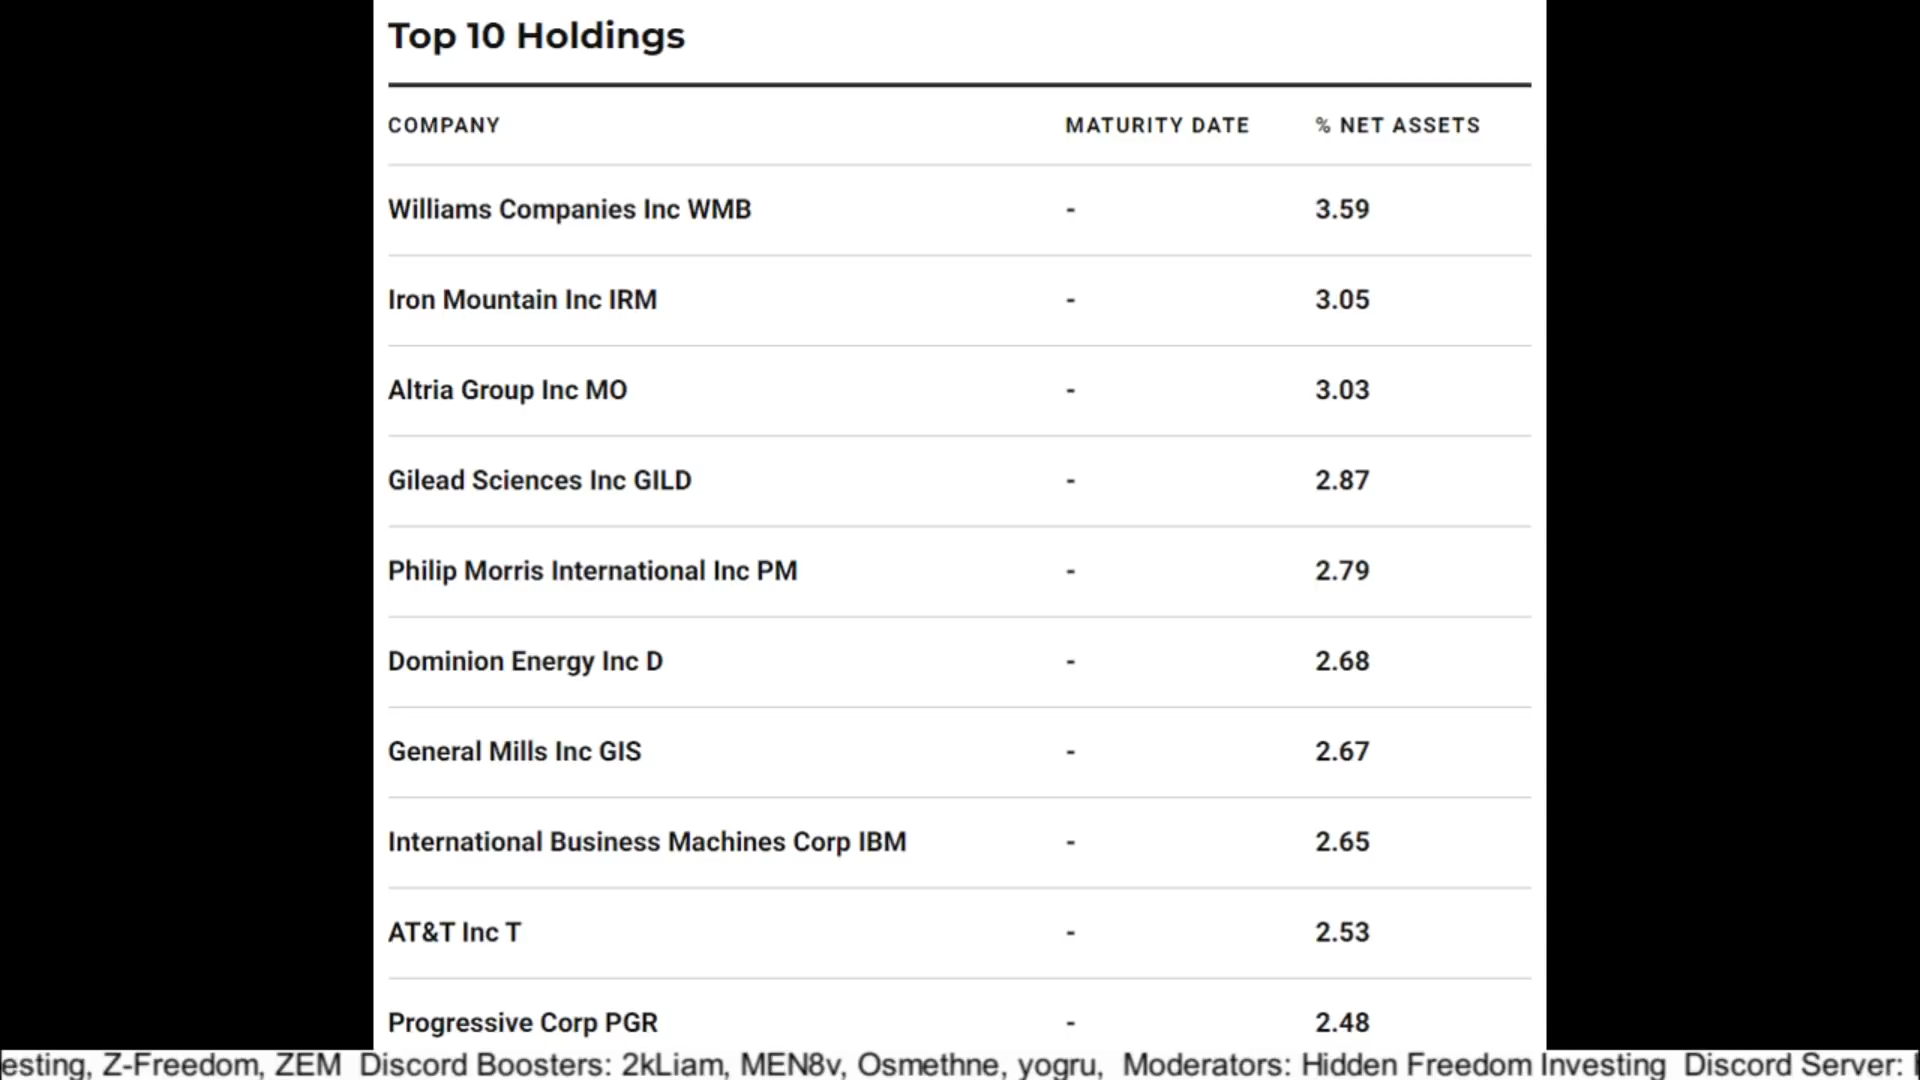 Top 10 Holdings
COMPANY MATURITY DATE % NET ASSETS
Williams Companies Inc WMB - 3.59
Iron Mountain Inc IRM - 3.05
Altria Group Inc MO - 3.03
Gilead Sciences Inc GILD - 2.87
Philip Morris International Inc PM - 2.79
Dominion Energy Inc D - 2.68
General Mills Inc GIS - 2.67
International Business Machines Corp IBM - 2.65
AT&T Inc T - 2.53
Progressive Corp PGR - 2.48
esting, Z-Freedom, ZEM Discord Boosters: 2kLiam, MEN8v, Osmethne, yogru, Moderators: Hidden Freedom Investing Discord Server: